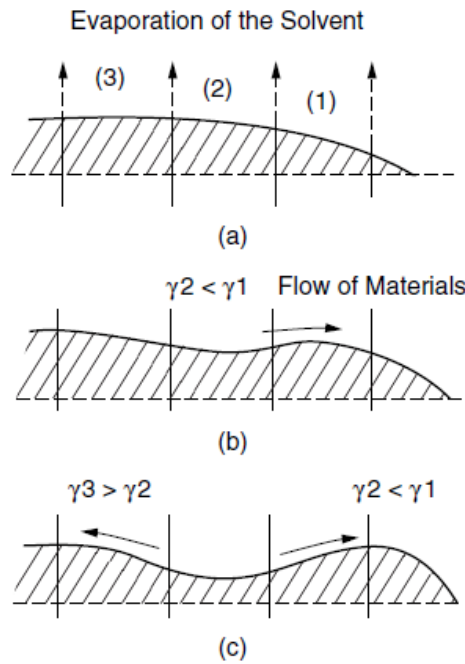 Evaporation of the Solvent
(3) (2) (1)
(a)
γ2 < γ1 Flow of Materials
(b)
γ3 > γ2 γ2 < γ1
(c)